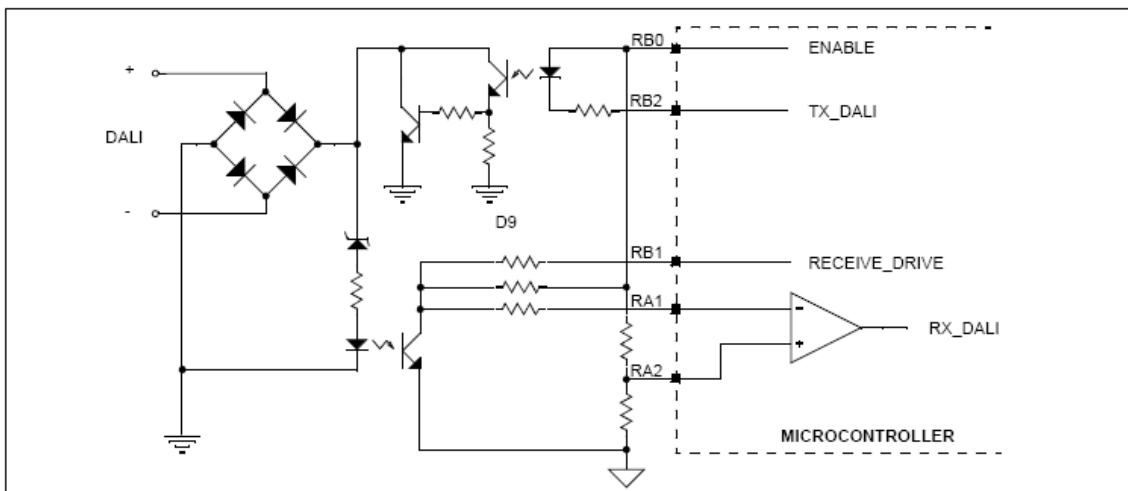 RB0
ENABLE
+
RB2
TX_DALI
DALI
-
D9
RB1
RECEIVE_DRIVE
RA1
-
RX_DALI
+
RA2
MICROCONTROLLER